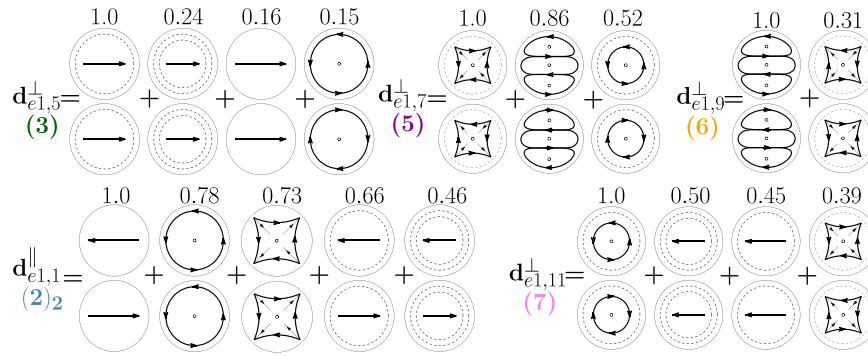 1.0 0.24 0.16 0.15 1.0 0.86 0.52 1.0 0.31
d⊥e1,5= + + + d⊥e1,7= + + d⊥e1,9= +
(3) (5) (6)
1.0 0.78 0.73 0.66 0.46 1.0 0.50 0.45 0.39
d∥e1,1= + + + + d⊥e1,11= + + +
(2)₂ (7)